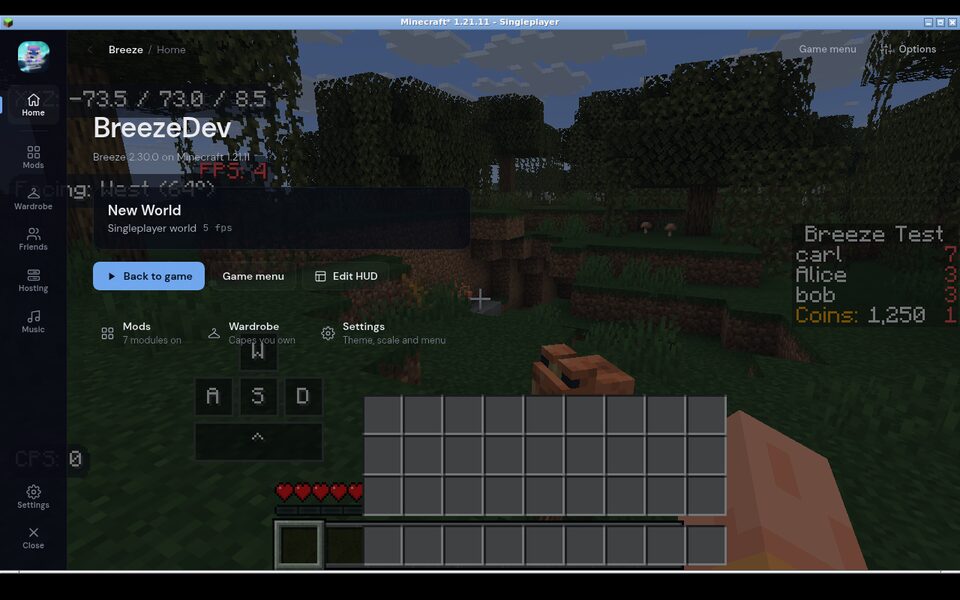 Minecraft* 1.21.11 - Singleplayer
Breeze / Home
Game menu
Options
-73.5 / 73.0 / 8.5
Home
BreezeDev
Breeze 2.30.0 on Minecraft 1.21.11
FPS: 4
Mods
Facing: West (64°)
Wardrobe
New World
Singleplayer world 5 fps
Friends
Breeze Test
carl 7
Alice 3
bob 3
Coins: 1,250 1
Back to game
Game menu
Edit HUD
Hosting
Music
Mods
7 modules on
Wardrobe
Capes you own
Settings
Theme, scale and menu
W
A S D
^
CPS: 0
Settings
Close